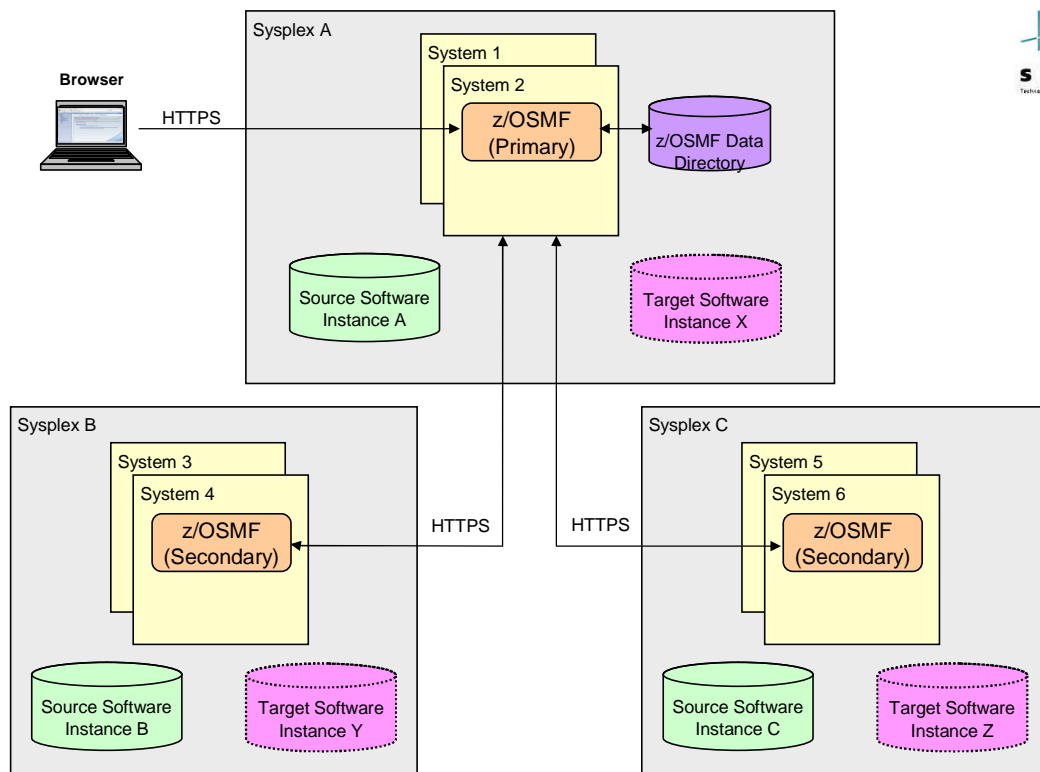 Sysplex A
System 1
System 2
Browser
HTTPS
z/OSMF
(Primary)
z/OSMF Data
Directory
Source Software
Instance A
Target Software
Instance X
Sysplex B
System 3
System 4
z/OSMF
(Secondary)
HTTPS
Source Software
Instance B
Target Software
Instance Y
Sysplex C
System 5
System 6
HTTPS
z/OSMF
(Secondary)
Source Software
Instance C
Target Software
Instance Z
S